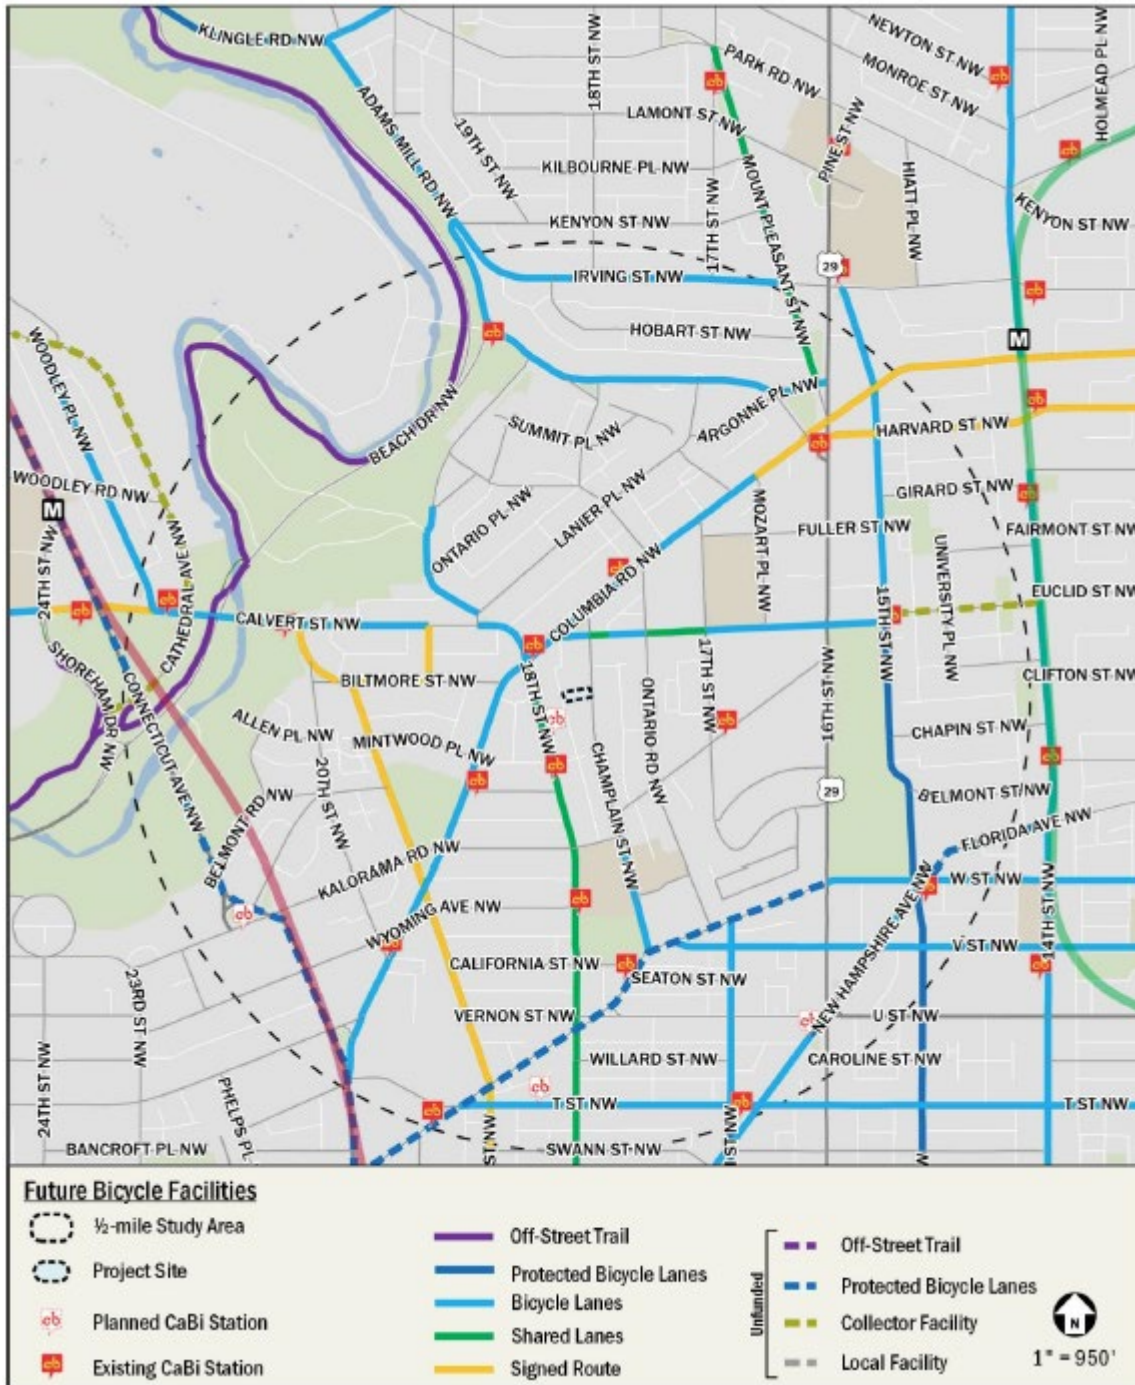 KLINGLE RD NW
18TH ST NW
NEWTON ST NW
MONROE ST NW
HOLMEAD PL NW
PARK RD NW
ADAMS MILL RD NW
19TH ST NW
LAMONT ST NW
PINE ST NW
KILBOURNE PL NW
MOUNT PLEASANT ST NW
HIATT PL NW
KENYON ST NW
17TH ST NW
KENYON ST NW
29
IRVING ST NW
WOODLEY PL NW
HOBART ST NW
M
BEACH DR NW
SUMMIT PL NW
ARGONNE PL NW
HARVARD ST NW
WOODLEY RD NW
M
GIRARD ST NW
ONTARIO PL NW
LANIER PL NW
MOZART PL NW
FULLER ST NW
FAIRMONT ST NW
24TH ST NW
CATHEDRAL AVE NW
COLUMBIA RD NW
UNIVERSITY PL NW
EUCLID ST NW
CALVERT ST NW
15TH ST NW
SHOREHAM DR NW
CONNECTICUT AVE NW
BILTMORE ST NW
18TH ST NW
17TH ST NW
16TH ST NW
CLIFTON ST NW
ALLEN PL NW
MINTWOOD PL NW
ONTARIO RD NW
CHAPIN ST NW
20TH ST NW
CHAMPLAIN ST NW
29
BELMONT ST NW
BELMONT RD NW
FLORIDA AVE NW
KALORAMA RD NW
W ST NW
WYOMING AVE NW
NEW HAMPSHIRE AVE NW
14TH ST NW
V ST NW
CALIFORNIA ST NW
SEATON ST NW
23RD ST NW
VERNON ST NW
U ST NW
24TH ST NW
WILLARD ST NW
CAROLINE ST NW
PHELPS PL
T ST NW
T ST NW
BANCROFT PL NW
ST NW
SWANN ST NW
ST NW
W
Future Bicycle Facilities
½-mile Study Area
Project Site
cb Planned CaBi Station
cb Existing CaBi Station
Off-Street Trail
Protected Bicycle Lanes
Bicycle Lanes
Shared Lanes
Signed Route
Unfunded
Off-Street Trail
Protected Bicycle Lanes
Collector Facility
Local Facility
N
1" = 950'